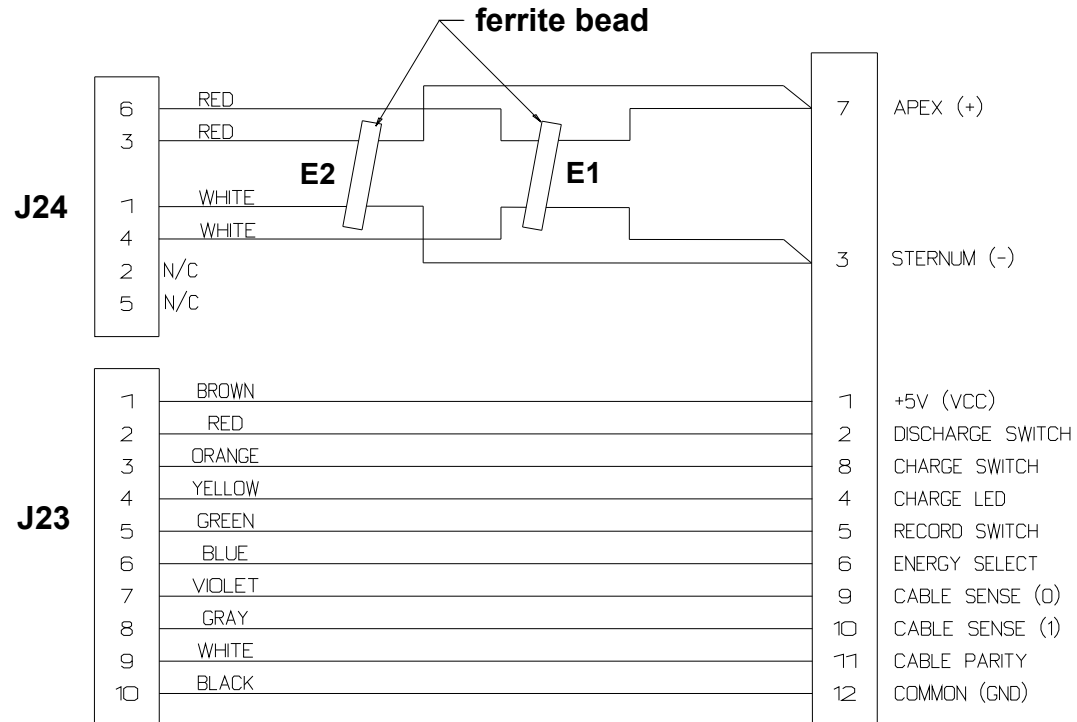 ferrite bead
6 RED 7 APEX (+)
3 RED
E2 E1
J24
1 WHITE
4 WHITE
2 N/C 3 STERNUM (-)
5 N/C
J23
1 BROWN 1 +5V (VCC)
2 RED 2 DISCHARGE SWITCH
3 ORANGE 8 CHARGE SWITCH
4 YELLOW 4 CHARGE LED
5 GREEN 5 RECORD SWITCH
6 BLUE 6 ENERGY SELECT
7 VIOLET 9 CABLE SENSE (0)
8 GRAY 10 CABLE SENSE (1)
9 WHITE 11 CABLE PARITY
10 BLACK 12 COMMON (GND)